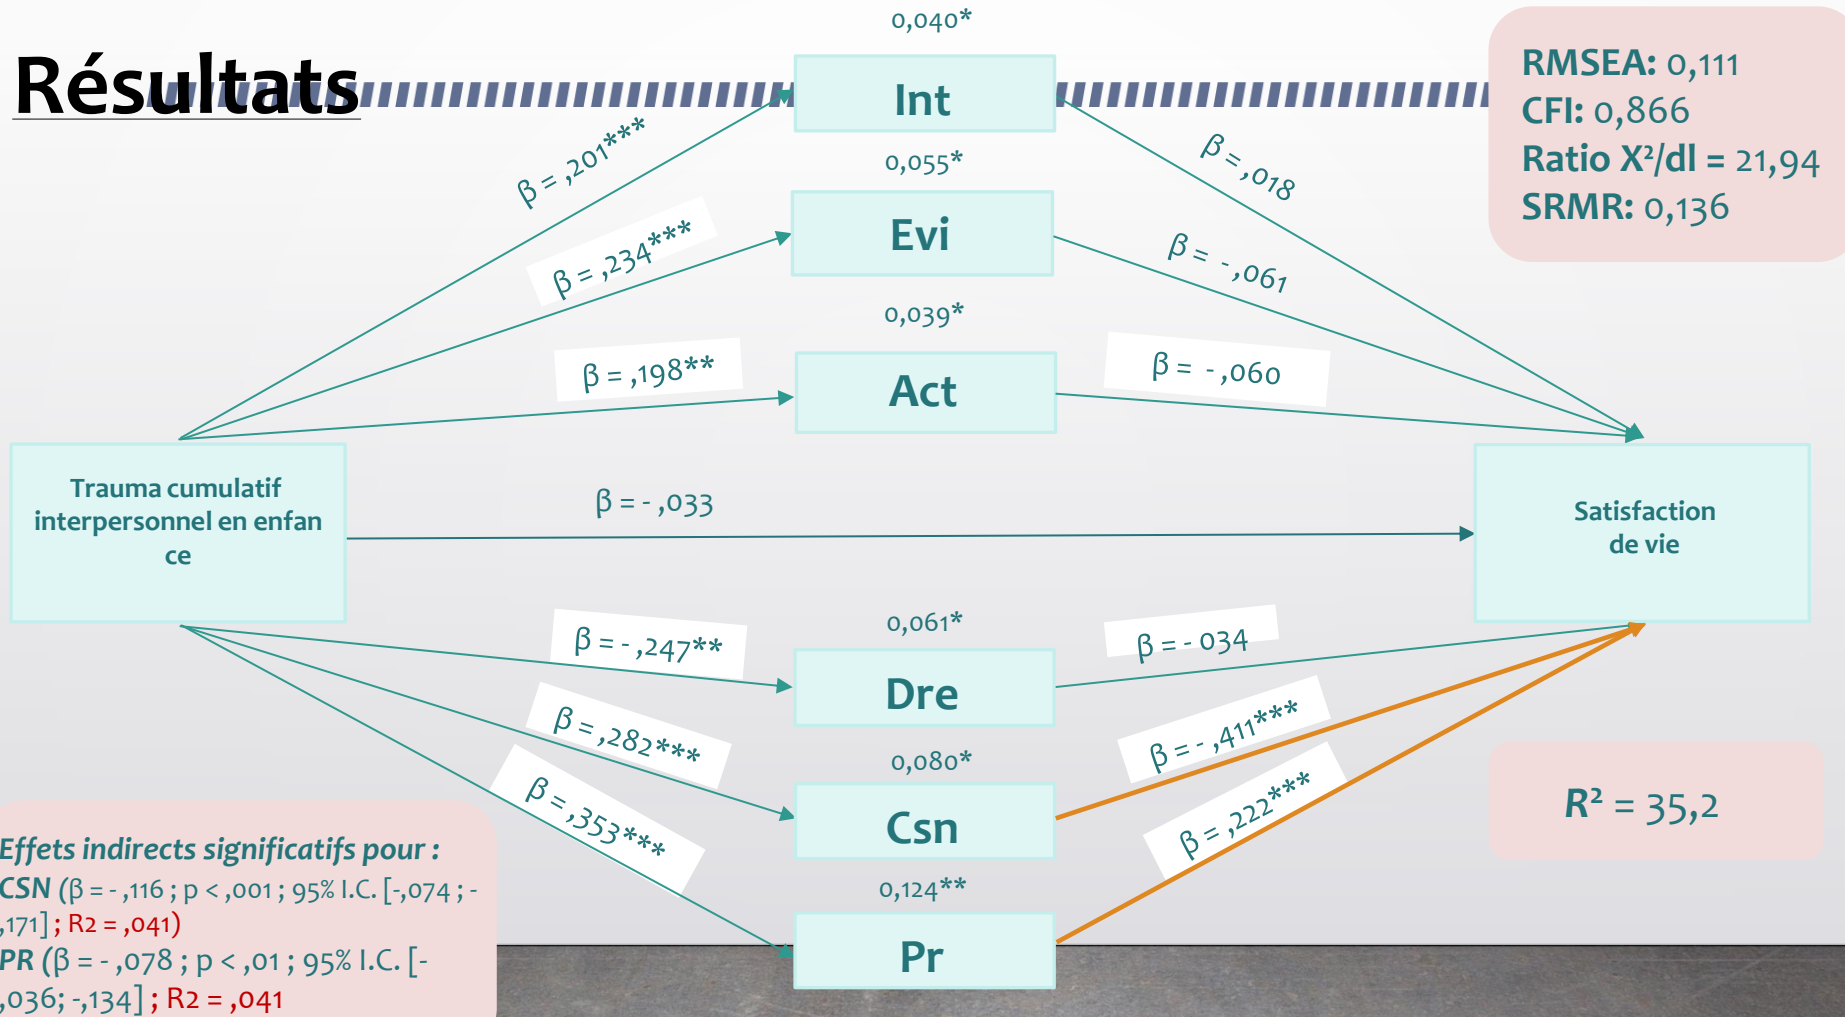 Résultats
0,040*
Int
β = ,201***
β = ,018
RMSEA: 0,111
CFI: 0,866
Ratio X²/dl = 21,94
SRMR: 0,136
0,055*
Evi
β = ,234***
β = - ,061
0,039*
Act
β = ,198**
β = - ,060
Trauma cumulatif
interpersonnel en enfan
ce
β = - ,033
Satisfaction
de vie
0,061*
Dre
β = - ,247**
β = - 034
0,080*
Csn
β = ,282***
β = - ,411***
0,124**
Pr
β = ,353***
β = ,222***
R² = 35,2
Effets indirects significatifs pour :
CSN (β = - ,116 ; p < ,001 ; 95% I.C. [-,074 ; -
,171] ; R2 = ,041)
PR (β = - ,078 ; p < ,01 ; 95% I.C. [-
,036; -,134] ; R2 = ,041